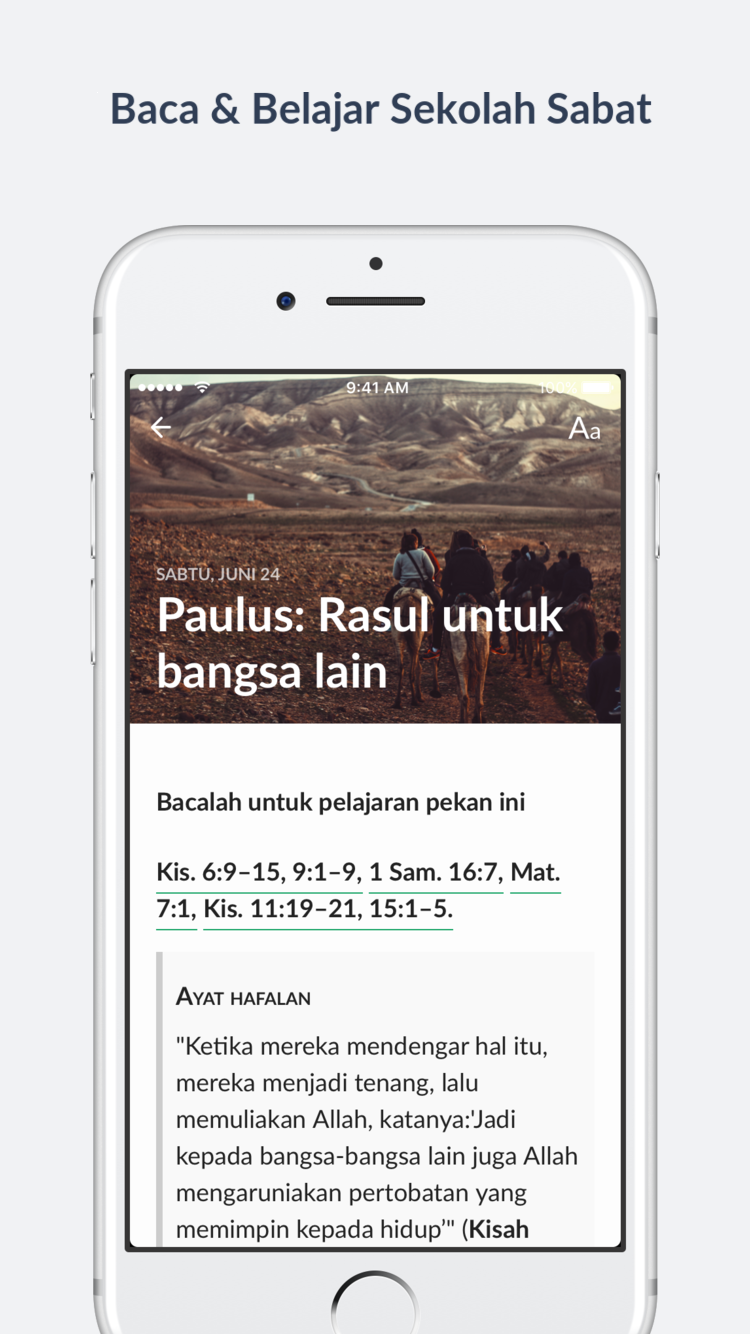 Baca & Belajar Sekolah Sabat
9:41 AM
100%
Aa
SABTU, JUNI 24
Paulus: Rasul untuk
bangsa lain
Bacalah untuk pelajaran pekan ini
Kis. 6:9–15, 9:1–9, 1 Sam. 16:7, Mat.
7:1, Kis. 11:19–21, 15:1–5.
AYAT HAFALAN
"Ketika mereka mendengar hal itu,
mereka menjadi tenang, lalu
memuliakan Allah, katanya:'Jadi
kepada bangsa-bangsa lain juga Allah
mengaruniakan pertobatan yang
memimpin kepada hidup'" (Kisah